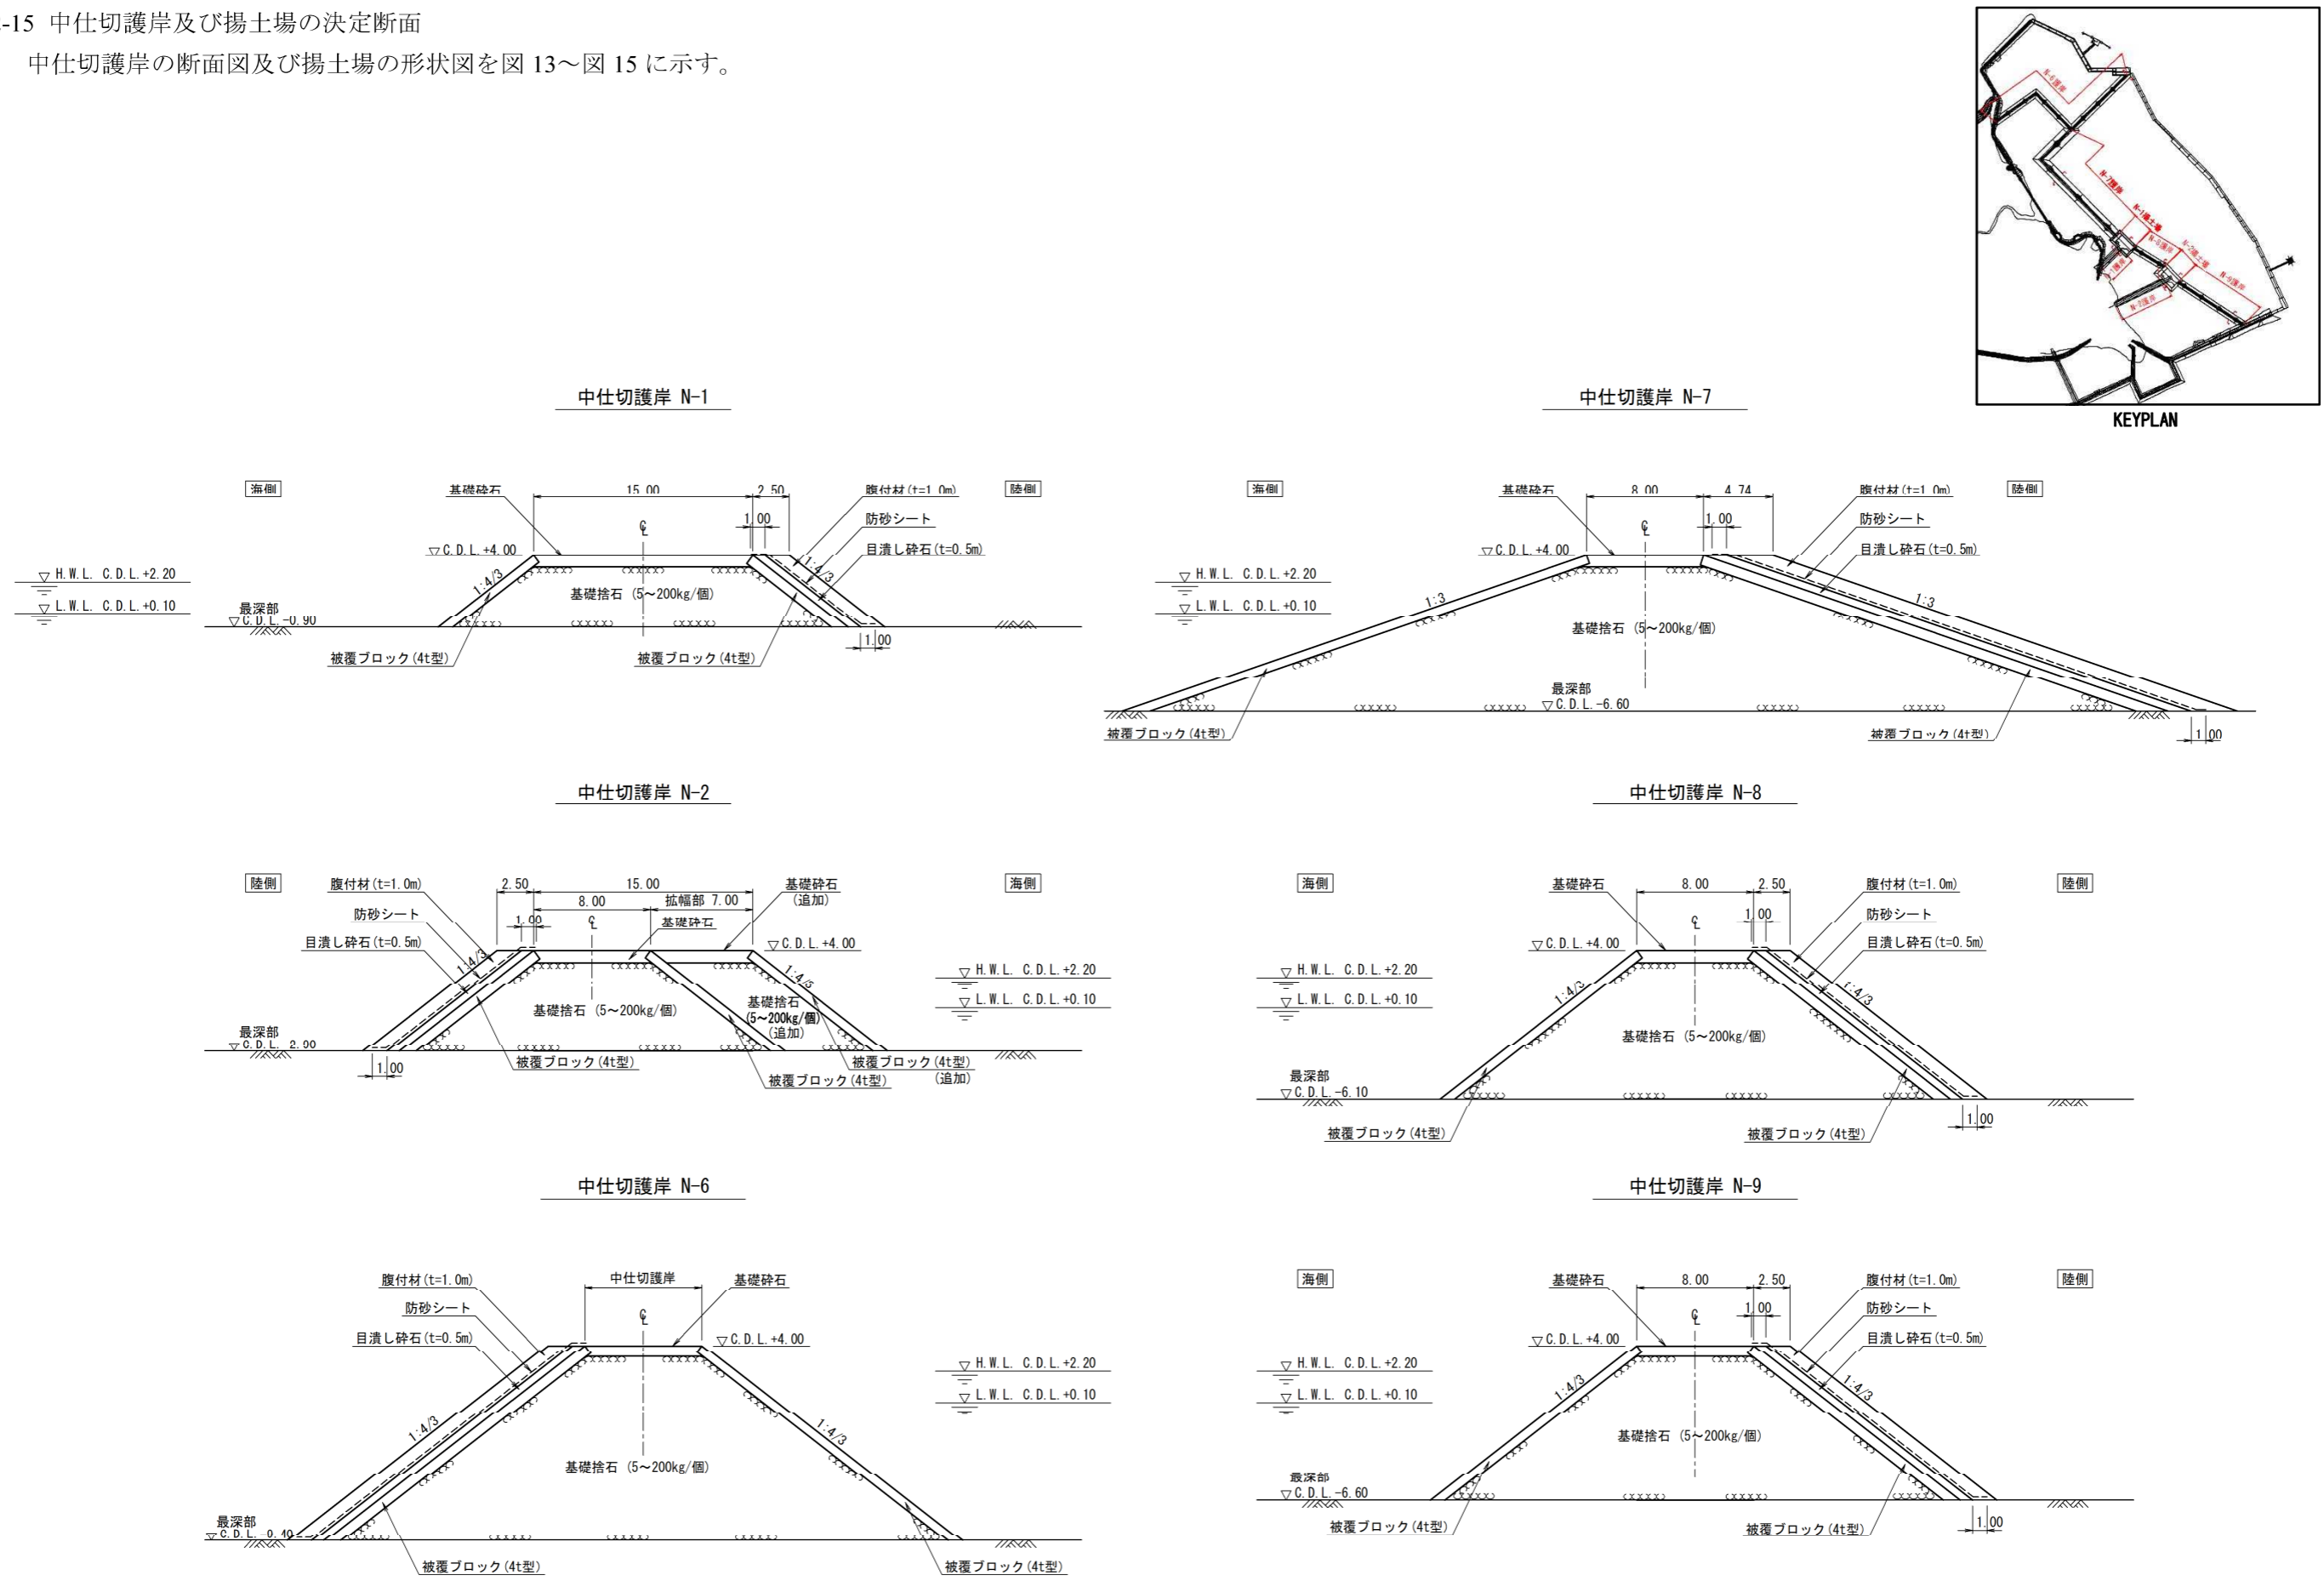 -15 中仕切護岸及び揚土場の決定断面
中仕切護岸の断面図及び揚土場の形状図を図 13～図 15 に示す。
N-6護岸
N-7護岸
N-1揚土場
N-8護岸
N-2揚土場
N-9護岸
N-2護岸
KEYPLAN
中仕切護岸 N-1
海側
陸側
基礎砕石
15.00
2.50
1.00
腹付材(t=1.0m)
防砂シート
目潰し砕石(t=0.5m)
C.D.L.+4.00
H.W.L. C.D.L.+2.20
L.W.L. C.D.L.+0.10
最深部
C.D.L.-0.90
1:4/3
1:4/3
基礎捨石 (5～200kg/個)
被覆ブロック(4t型)
被覆ブロック(4t型)
1.00
中仕切護岸 N-7
海側
陸側
基礎砕石
8.00
4.74
1.00
腹付材(t=1.0m)
防砂シート
目潰し砕石(t=0.5m)
C.D.L.+4.00
H.W.L. C.D.L.+2.20
L.W.L. C.D.L.+0.10
1:3
1:3
基礎捨石 (5～200kg/個)
最深部
C.D.L.-6.60
被覆ブロック(4t型)
被覆ブロック(4t型)
1.00
中仕切護岸 N-2
陸側
海側
腹付材(t=1.0m)
防砂シート
目潰し砕石(t=0.5m)
2.50
15.00
8.00
拡幅部 7.00
1.00
基礎砕石
(追加)
基礎砕石
C.D.L.+4.00
H.W.L. C.D.L.+2.20
L.W.L. C.D.L.+0.10
1:4/3
基礎捨石 (5～200kg/個)
基礎捨石
(5～200kg/個)
(追加)
最深部
被覆ブロック(4t型)
被覆ブロック(4t型)
被覆ブロック(4t型)
(追加)
1.00
中仕切護岸 N-8
海側
陸側
基礎砕石
8.00
2.50
1.00
腹付材(t=1.0m)
防砂シート
目潰し砕石(t=0.5m)
C.D.L.+4.00
H.W.L. C.D.L.+2.20
L.W.L. C.D.L.+0.10
1:4/3
1:4/3
基礎捨石 (5～200kg/個)
最深部
C.D.L.-6.10
被覆ブロック(4t型)
被覆ブロック(4t型)
1.00
中仕切護岸 N-6
腹付材(t=1.0m)
防砂シート
目潰し砕石(t=0.5m)
中仕切護岸
基礎砕石
C.D.L.+4.00
H.W.L. C.D.L.+2.20
L.W.L. C.D.L.+0.10
1:4/3
1:4/3
基礎捨石 (5～200kg/個)
最深部
被覆ブロック(4t型)
被覆ブロック(4t型)
中仕切護岸 N-9
海側
陸側
基礎砕石
8.00
2.50
1.00
腹付材(t=1.0m)
防砂シート
目潰し砕石(t=0.5m)
C.D.L.+4.00
H.W.L. C.D.L.+2.20
L.W.L. C.D.L.+0.10
1:4/3
1:4/3
基礎捨石 (5～200kg/個)
最深部
C.D.L.-6.60
被覆ブロック(4t型)
被覆ブロック(4t型)
1.00